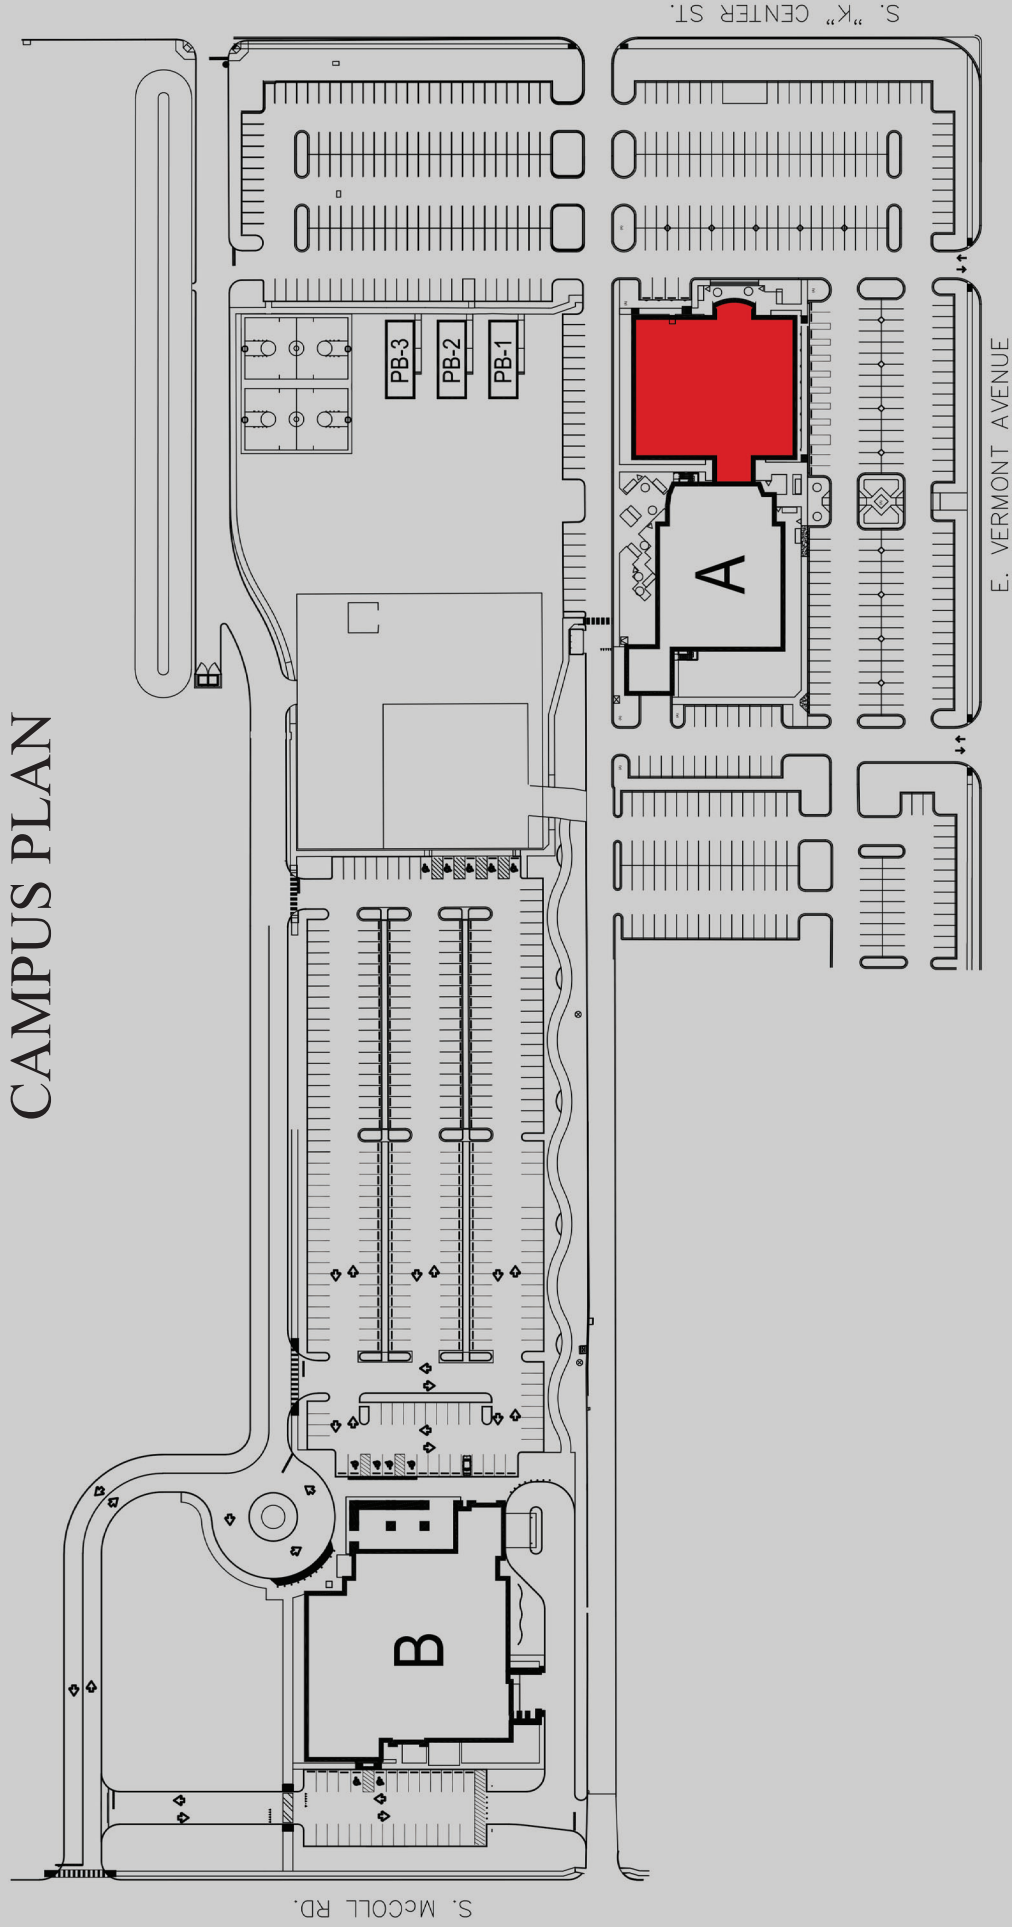 CAMPUS PLAN
S. "K" CENTER ST.
PB-3
PB-2
PB-1
A
E. VERMONT AVENUE
B
S. McCOLL RD.